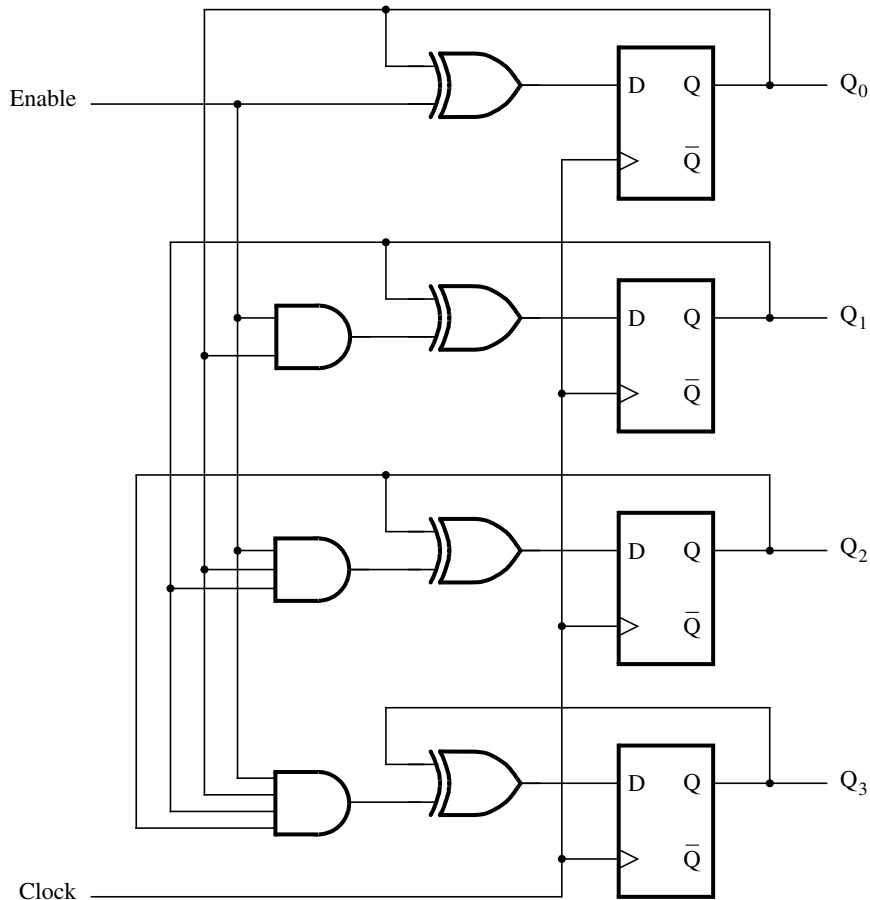 Enable
D Q Q₀
Q̅
D Q Q₁
Q̅
D Q Q₂
Q̅
D Q Q₃
Q̅
Clock